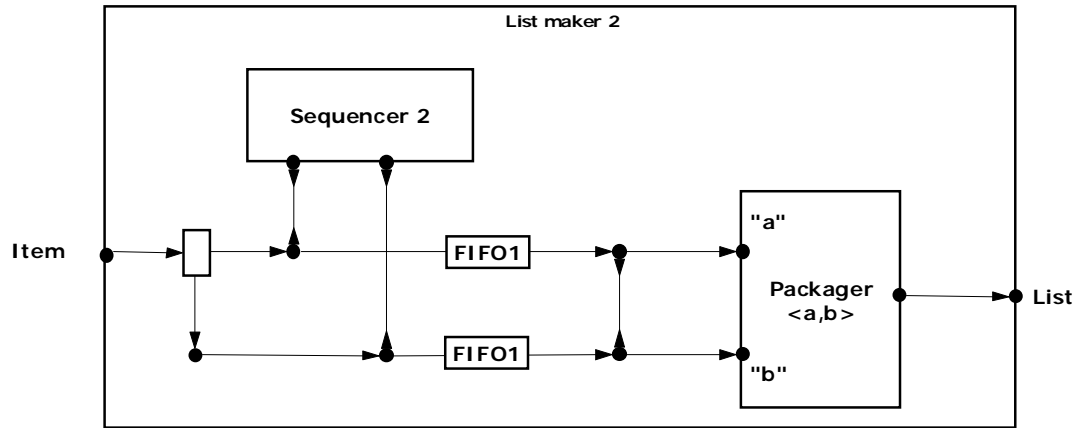 List maker 2
Sequencer 2
Item
FIFO1
"a"
Packager
<a,b>
List
FIFO1
"b"